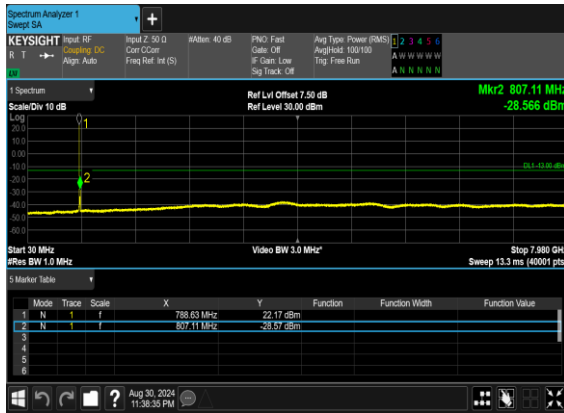 Spectrum Analyzer 1
Swept SA
+
KEYSIGHT Input: RF Input Z: 50 Ω #Atten: 40 dB PNO: Fast Avg Type: Power (RMS) 1 2 3 4 5 6
R T Coupling: DC Corr CCorr Gate: Off Avg|Hold: 100/100 A W W W W W
Align: Auto Freq Ref: Int (S) IF Gain: Low Trig: Free Run
LXI Sig Track: Off A N N N N N
1 Spectrum Ref Lvl Offset 7.50 dB Mkr2 807.11 MHz
Scale/Div 10 dB Ref Level 30.00 dBm -28.566 dBm
Log
1
20.0
10.0
0.00
-10.0 DL1 -13.00 dBm
-20.0 2
-30.0
-40.0
-50.0
-60.0
Start 30 MHz Video BW 3.0 MHz* Stop 7.980 GHz
#Res BW 1.0 MHz Sweep 13.3 ms (40001 pts)
5 Marker Table
Mode Trace Scale X Y Function Function Width Function Value
1 N 1 f 788.63 MHz 22.17 dBm
2 N 1 f 807.11 MHz -28.57 dBm
3
4
5
6
? Aug 30, 2024
11:38:35 PM